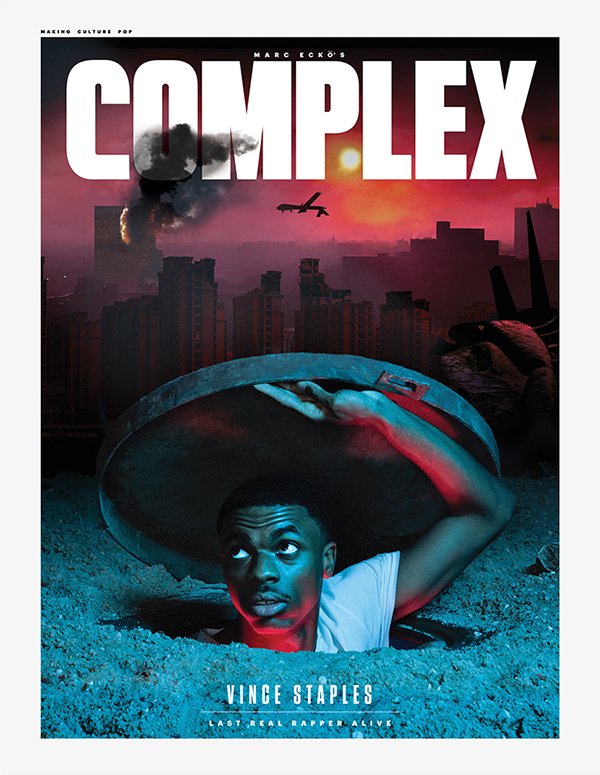 MAKING CULTURE POP
MARC ECKŌ'S
COMPLEX
VINCE STAPLES
LAST REAL RAPPER ALIVE